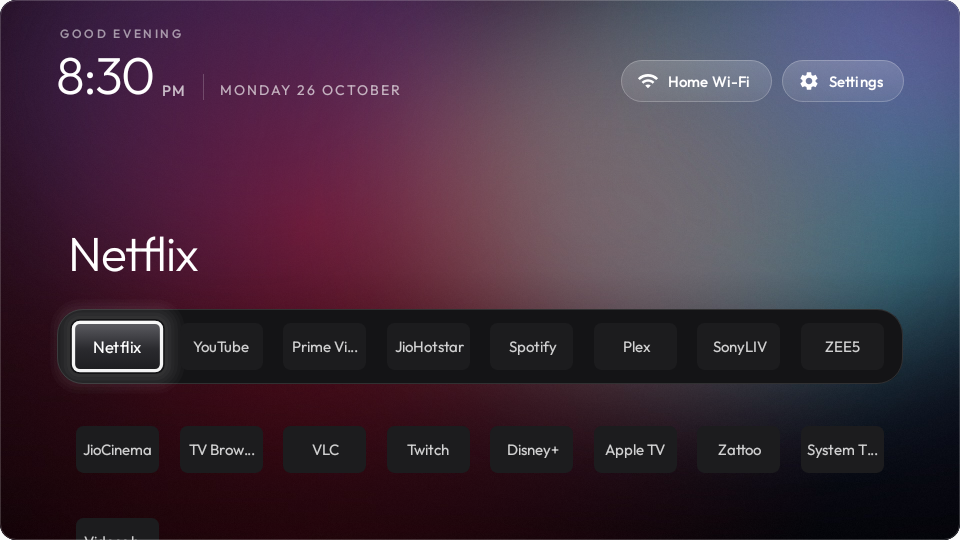 GOOD EVENING
8:30 PM MONDAY 26 OCTOBER
Home Wi-Fi
Settings
Netflix
Netflix YouTube Prime Vi... JioHotstar Spotify Plex SonyLIV ZEE5
JioCinema TV Brow... VLC Twitch Disney+ Apple TV Zattoo System T...